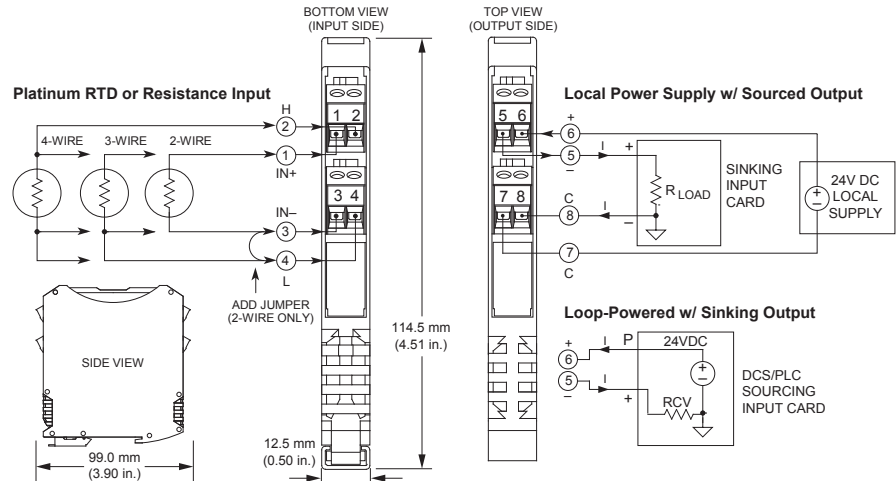 BOTTOM VIEW
(INPUT SIDE)
TOP VIEW
(OUTPUT SIDE)
Platinum RTD or Resistance Input
4-WIRE
3-WIRE
2-WIRE
H
2
1
IN+
IN–
3
4
L
ADD JUMPER
(2-WIRE ONLY)
1 2
3 4
SIDE VIEW
99.0 mm
(3.90 in.)
114.5 mm
(4.51 in.)
12.5 mm
(0.50 in.)
5 6
7 8
Local Power Supply w/ Sourced Output
+
6
5
–
I
+
R LOAD
SINKING
INPUT
CARD
C
8
I
–
7
C
24V DC
LOCAL
SUPPLY
+
–
Loop-Powered w/ Sinking Output
+
6
5
–
I
P
24VDC
+
–
I
+
RCV
DCS/PLC
SOURCING
INPUT CARD